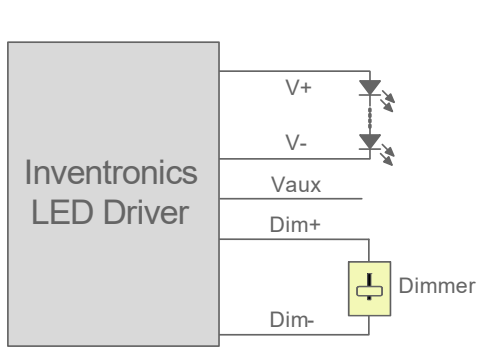 Inventronics
LED Driver
V+
V-
Vaux
Dim+
Dimmer
Dim-